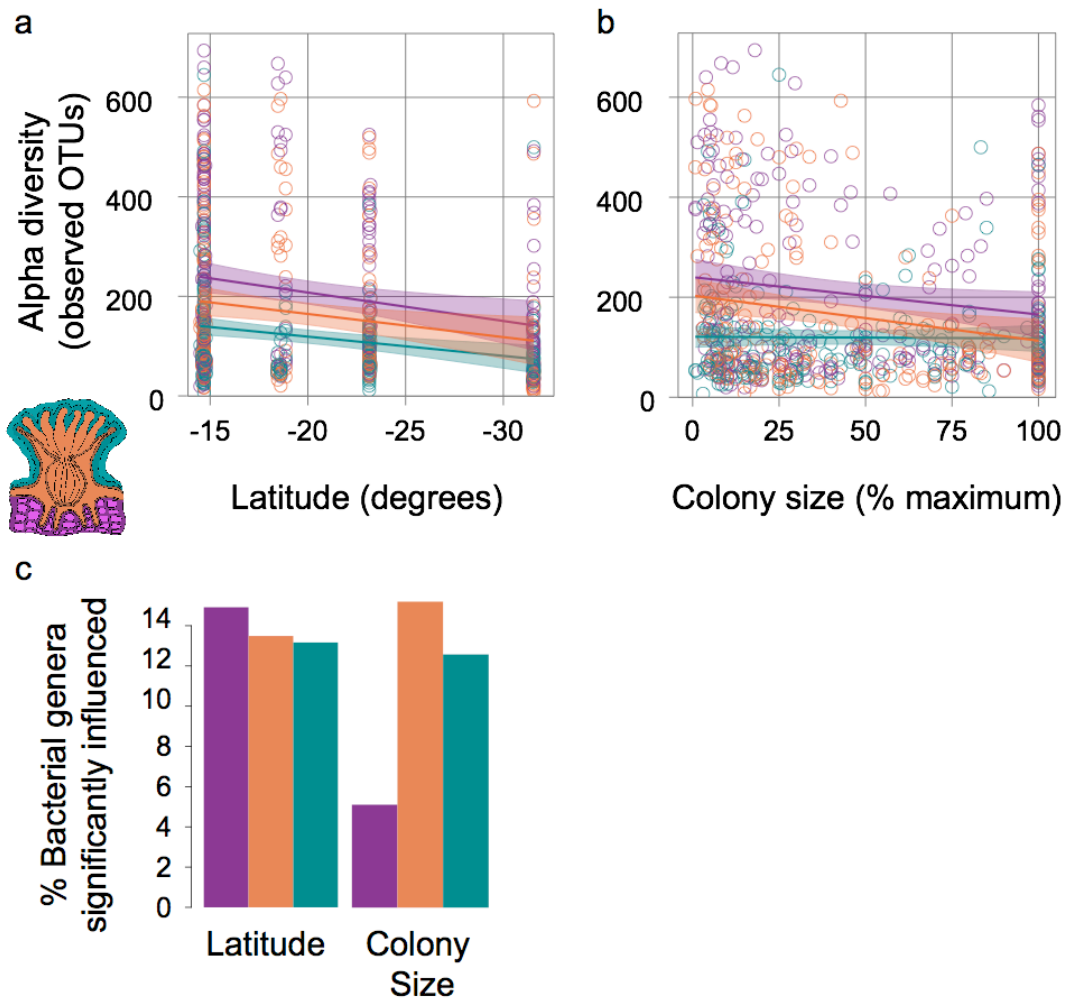 a
b
Alpha diversity
(observed OTUs)
600
400
200
0
-15 -20 -25 -30
Latitude (degrees)
600
400
200
0
0 25 50 75 100
Colony size (% maximum)
c
% Bacterial genera
significantly influenced
14
12
10
8
6
4
2
0
Latitude
Colony
Size